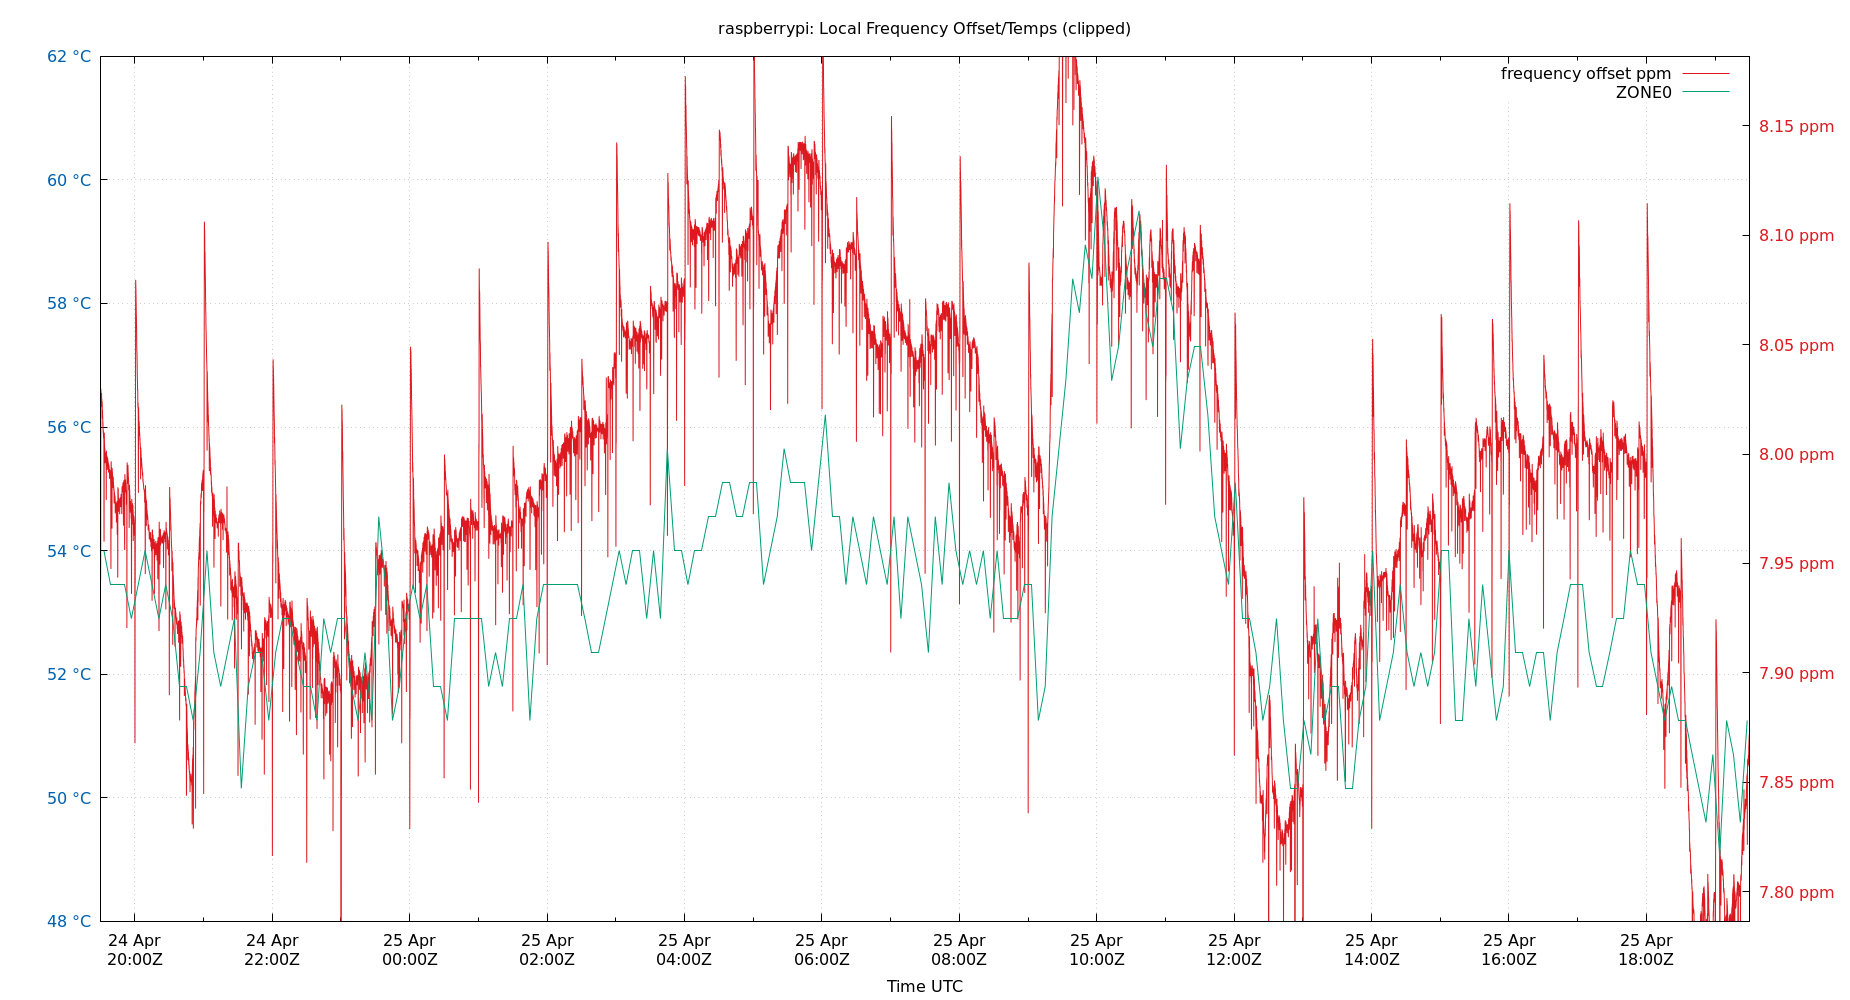 raspberrypi: Local Frequency Offset/Temps (clipped)
62 °C
60 °C
58 °C
56 °C
54 °C
52 °C
50 °C
48 °C
frequency offset ppm
ZONE0
8.15 ppm
8.10 ppm
8.05 ppm
8.00 ppm
7.95 ppm
7.90 ppm
7.85 ppm
7.80 ppm
24 Apr 24 Apr 25 Apr 25 Apr 25 Apr 25 Apr 25 Apr 25 Apr 25 Apr 25 Apr 25 Apr 25 Apr
20:00Z 22:00Z 00:00Z 02:00Z 04:00Z 06:00Z 08:00Z 10:00Z 12:00Z 14:00Z 16:00Z 18:00Z
Time UTC